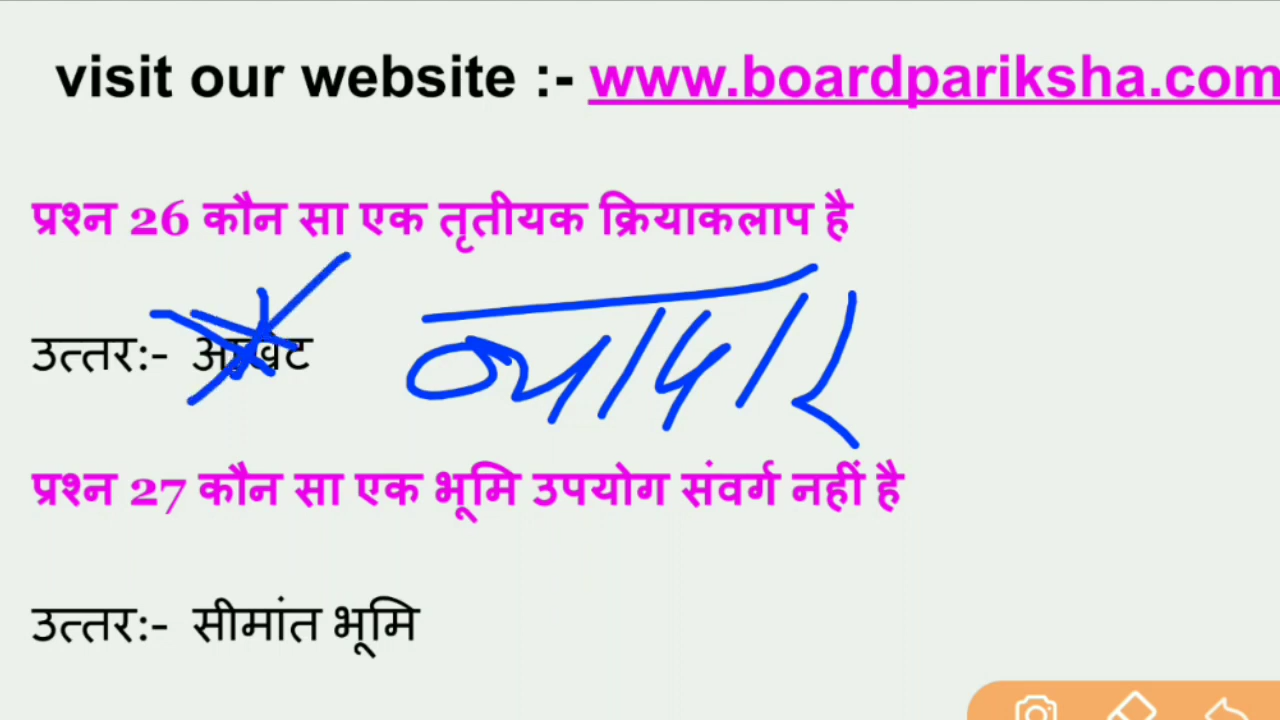 visit our website :- www.boardpariksha.com
प्रश्न 26 कौन सा एक तृतीयक क्रियाकलाप है
उत्तर:- आखेट व्यापार
प्रश्न 27 कौन सा एक भूमि उपयोग संवर्ग नहीं है
उत्तर:- सीमांत भूमि